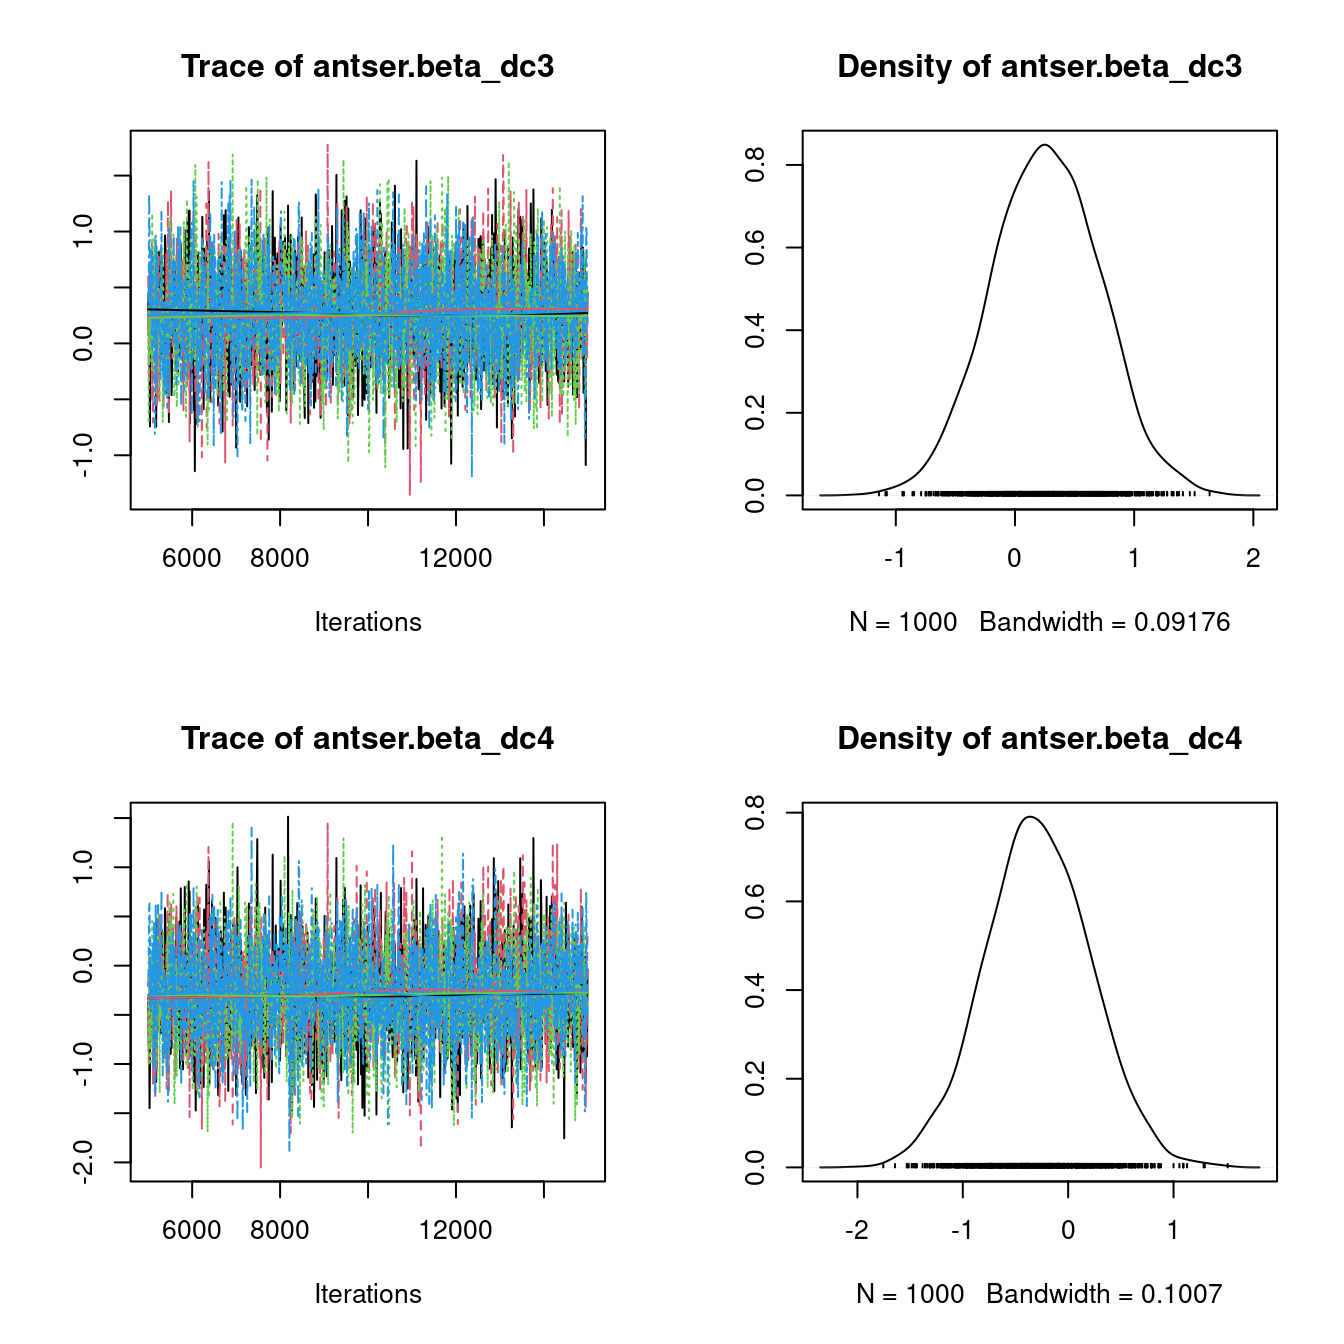 Trace of antser.beta_dc3
1.0
0.0
-1.0
6000 8000 12000
Iterations
Density of antser.beta_dc3
0.8
0.6
0.4
0.2
0.0
-1 0 1 2
N = 1000 Bandwidth = 0.09176
Trace of antser.beta_dc4
1.0
0.0
-1.0
-2.0
6000 8000 12000
Iterations
Density of antser.beta_dc4
0.8
0.6
0.4
0.2
0.0
-2 -1 0 1
N = 1000 Bandwidth = 0.1007